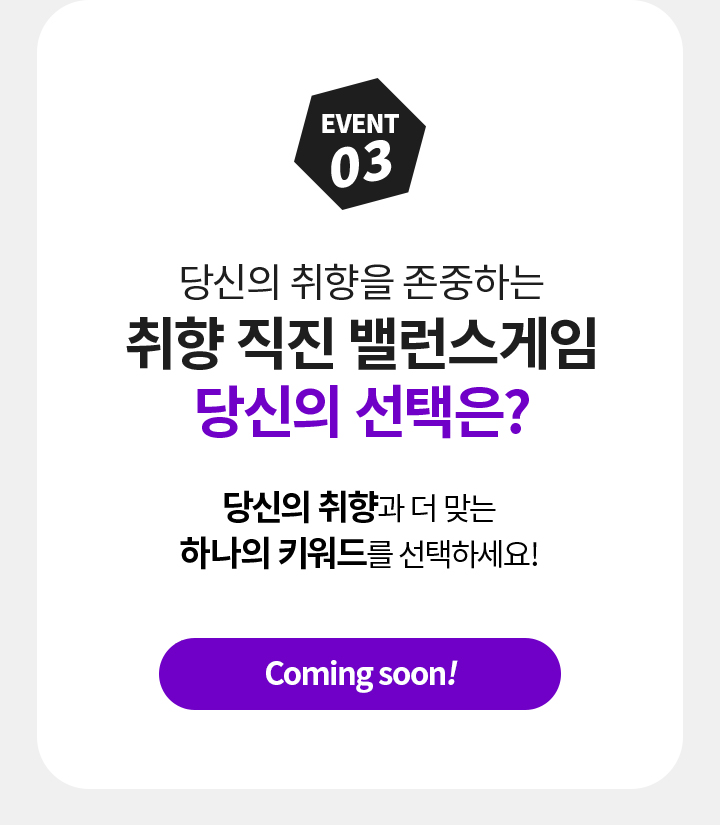 EVENT
03
당신의 취향을 존중하는
취향 직진 밸런스게임
당신의 선택은?
당신의 취향과 더 맞는
하나의 키워드를 선택하세요!
Coming soon!